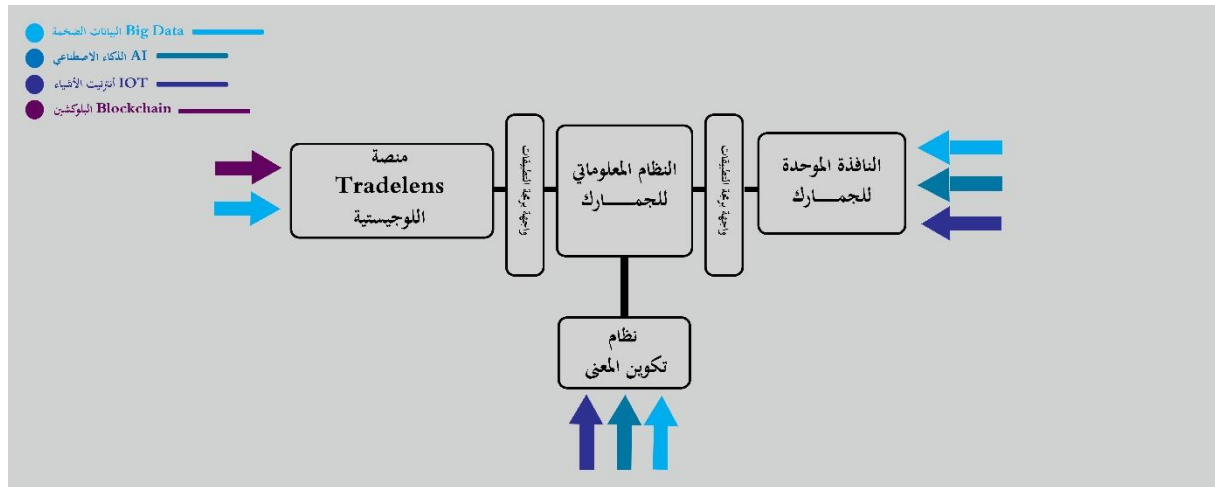 Big Data البيانات الضخمة
AI الذكاء الاصطناعي
IOT أنترنيت الأشياء
Blockchain البلوكشين
النافذة الموحدة
للجمـــــارك
واجهة برمجة التطبيقات
النظام المعلوماتي
للجمـــــارك
واجهة برمجة التطبيقات
منصة
Tradelens
اللوجيستية
نظام
تكوين المعنى